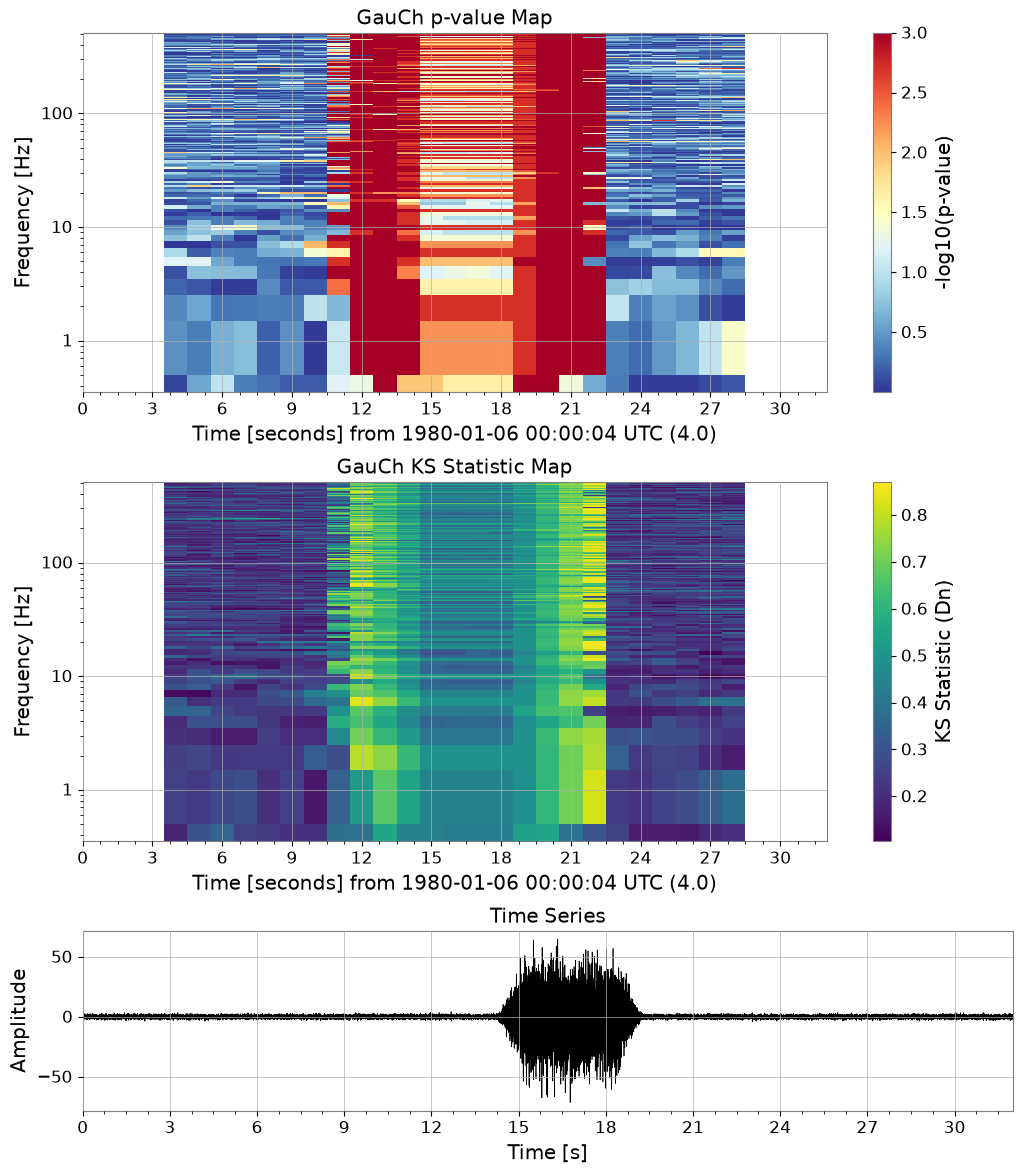 GauCh p-value Map
Frequency [Hz]
100
10
1
0 3 6 9 12 15 18 21 24 27 30
Time [seconds] from 1980-01-06 00:00:04 UTC (4.0)
3.0
2.5
2.0
1.5
1.0
0.5
-log10(p-value)
GauCh KS Statistic Map
Frequency [Hz]
100
10
1
0 3 6 9 12 15 18 21 24 27 30
Time [seconds] from 1980-01-06 00:00:04 UTC (4.0)
0.8
0.7
0.6
0.5
0.4
0.3
0.2
KS Statistic (Dn)
Time Series
Amplitude
50
0
−50
0 3 6 9 12 15 18 21 24 27 30
Time [s]